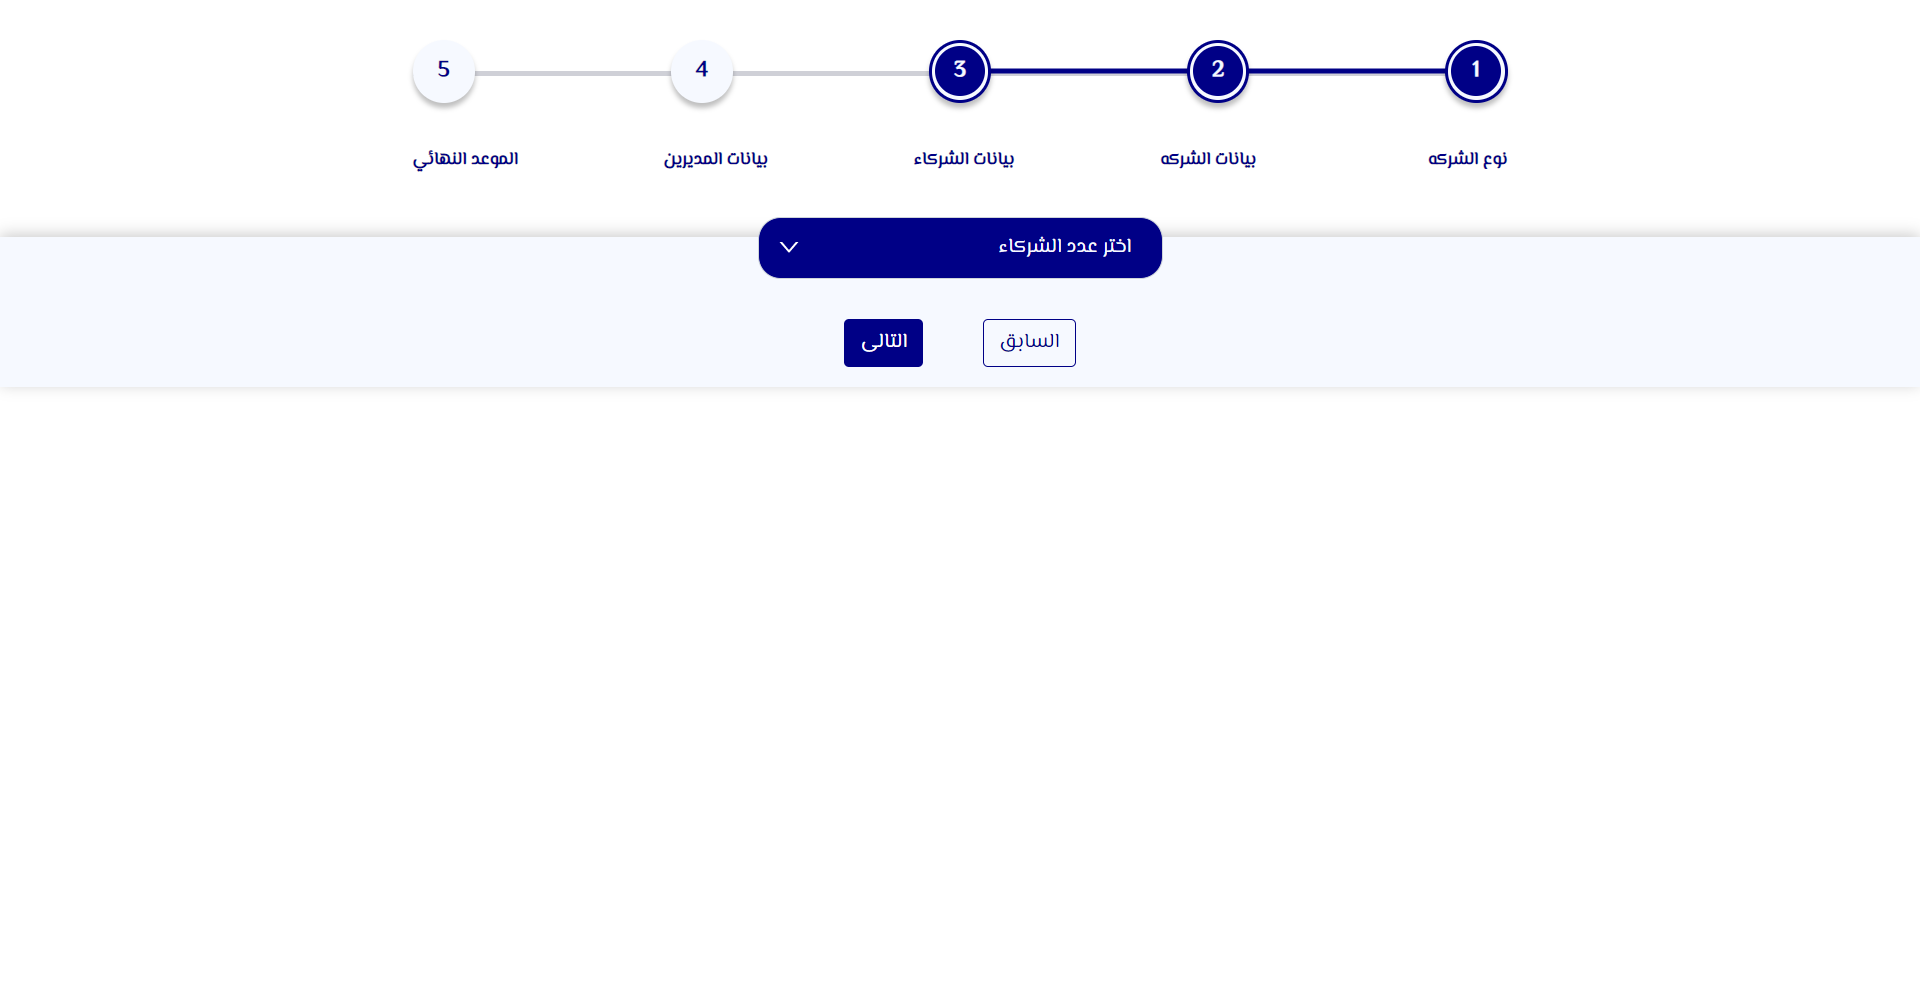 1 2 3 4 5
نوع الشركه بيانات الشركه بيانات الشركاء بيانات المديرين الموعد النهائي
اختر عدد الشركاء
السابق التالى